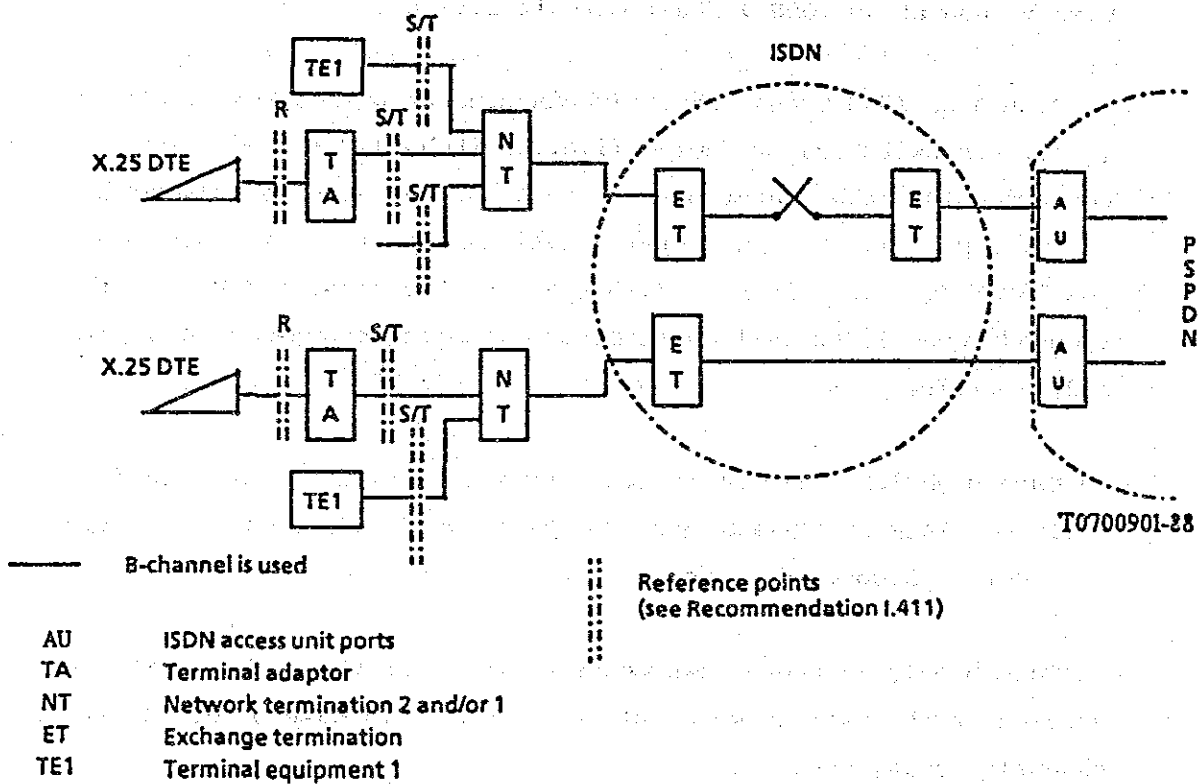 S/T
ISDN
TE1
R
S/T
X.25 DTE
T
A
N
T
S/T
E
T
E
T
A
U
P
S
P
D
N
R
S/T
X.25 DTE
T
A
N
T
E
T
A
U
S/T
TE1
T0700901-88
B-channel is used
Reference points
(see Recommendation I.411)
AU ISDN access unit ports
TA Terminal adaptor
NT Network termination 2 and/or 1
ET Exchange termination
TE1 Terminal equipment 1